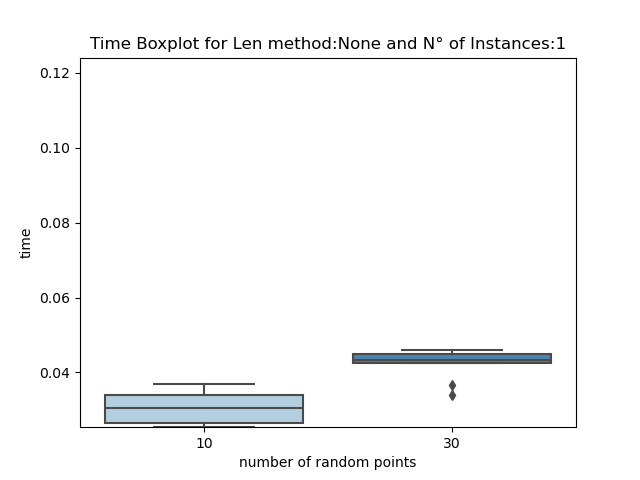 Time Boxplot for Len method:None and N° of Instances:1
0.12
0.10
0.08
0.06
0.04
time
10 30
number of random points